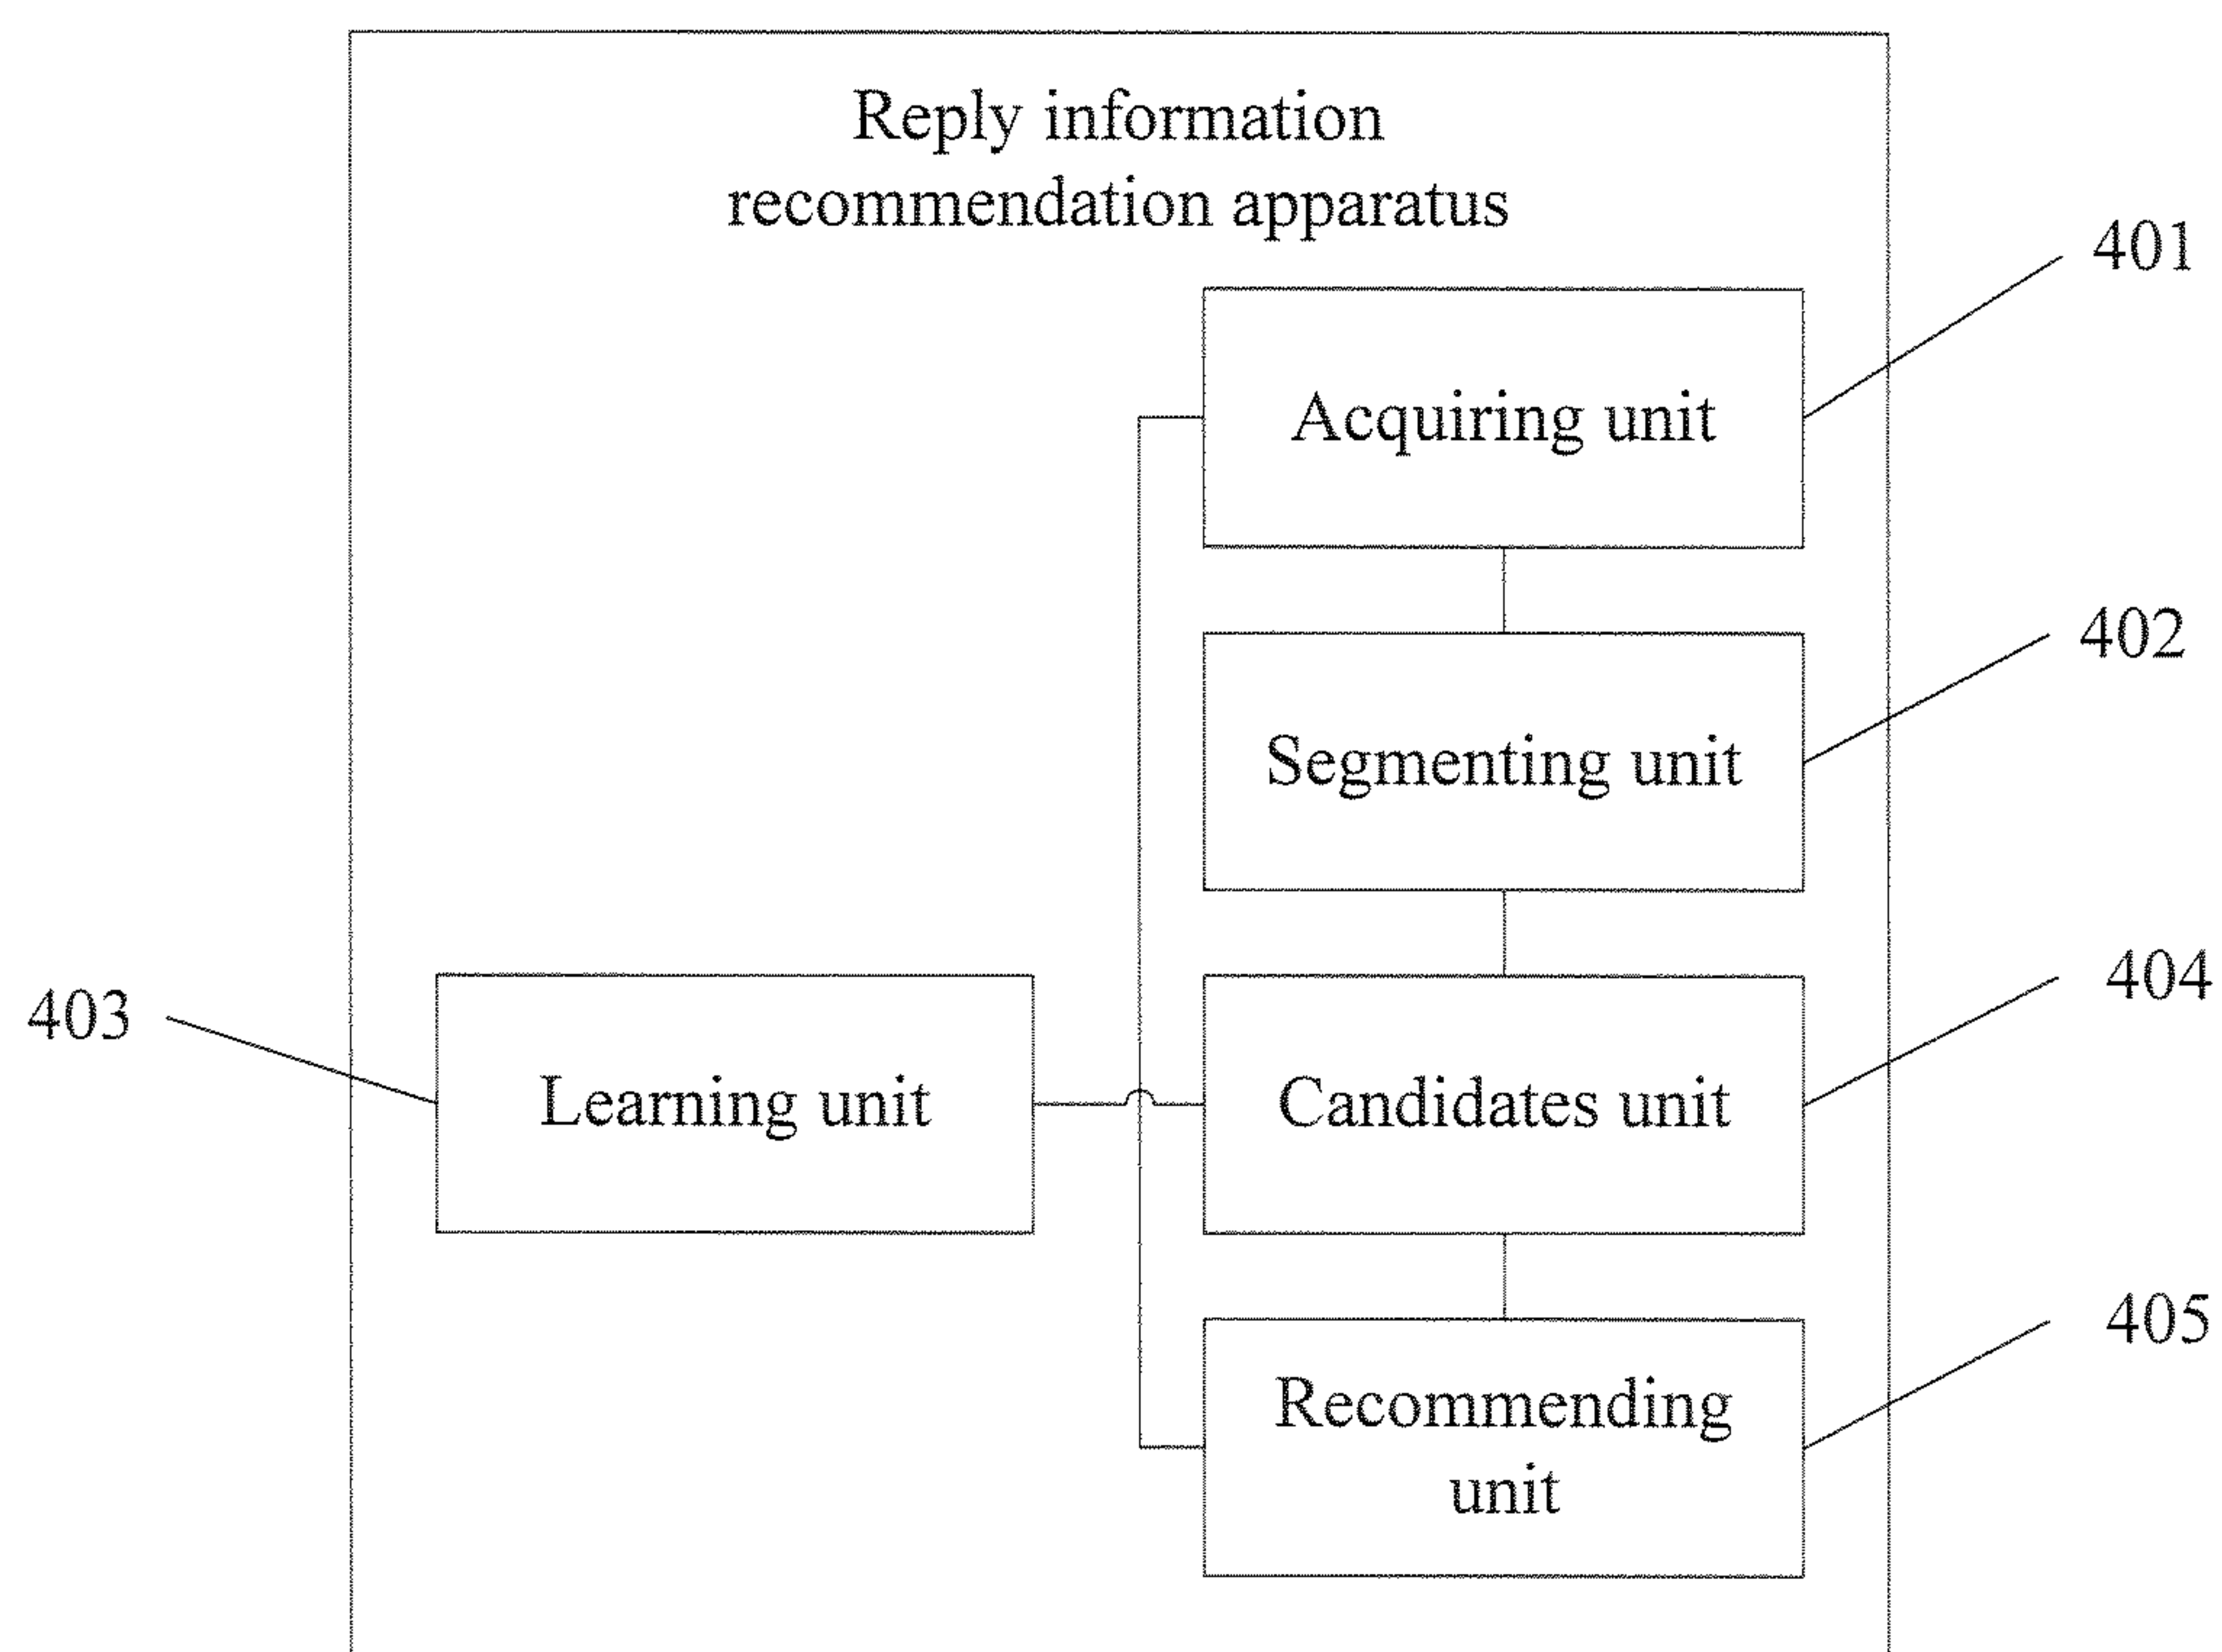 Reply information
recommendation apparatus
401
Acquiring unit
402
Segmenting unit
404
403
Learning unit
Candidates unit
405
Recommending
unit